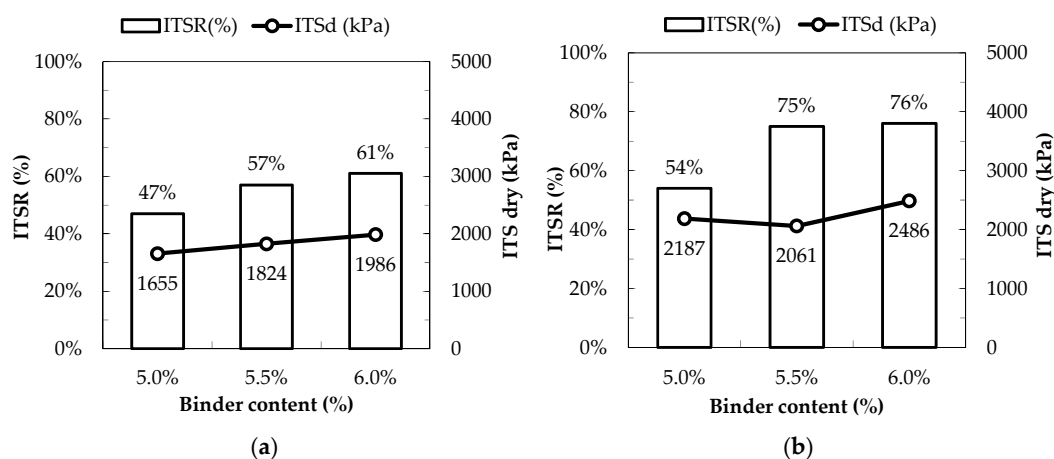 ITSR(%) ITSd (kPa)
100% 5000
80% 4000
60% 3000
40% 2000
20% 1000
0% 0
ITSR (%)
ITS dry (kPa)
47% 57% 61%
1655 1824 1986
5.0% 5.5% 6.0%
Binder content (%)
(a)
ITSR(%) ITSd (kPa)
100% 5000
80% 4000
60% 3000
40% 2000
20% 1000
0% 0
ITSR (%)
ITS dry (kPa)
54% 75% 76%
2187 2061 2486
5.0% 5.5% 6.0%
Binder content (%)
(b)